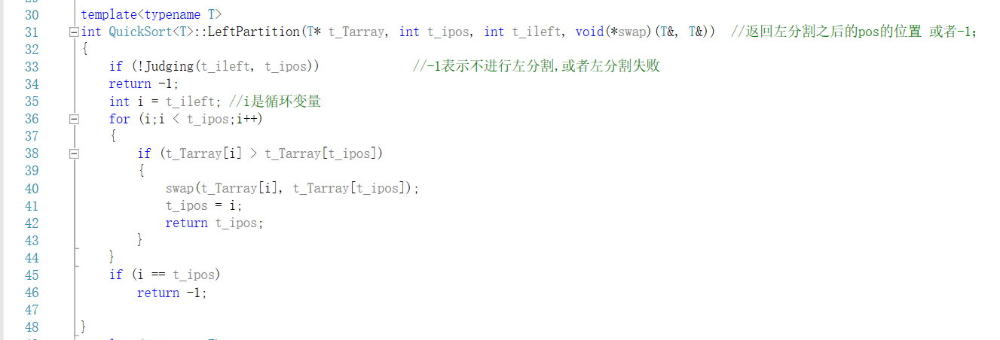 30 template<typename T>
31 int QuickSort<T>::LeftPartition(T* t_Tarray, int t_ipos, int t_ileft, void(*swap)(T&, T&)) //返回左分割之后的pos的位置 或者-1;
32 {
33 if (!Judging(t_ileft, t_ipos)) //-1表示不进行左分割,或者左分割失败
34 return -1;
35 int i = t_ileft; //i是循环变量
36 for (i;i < t_ipos;i++)
37 {
38 if (t_Tarray[i] > t_Tarray[t_ipos])
39 {
40 swap(t_Tarray[i], t_Tarray[t_ipos]);
41 t_ipos = i;
42 return t_ipos;
43 }
44 }
45 if (i == t_ipos)
46 return -1;
47
48 }